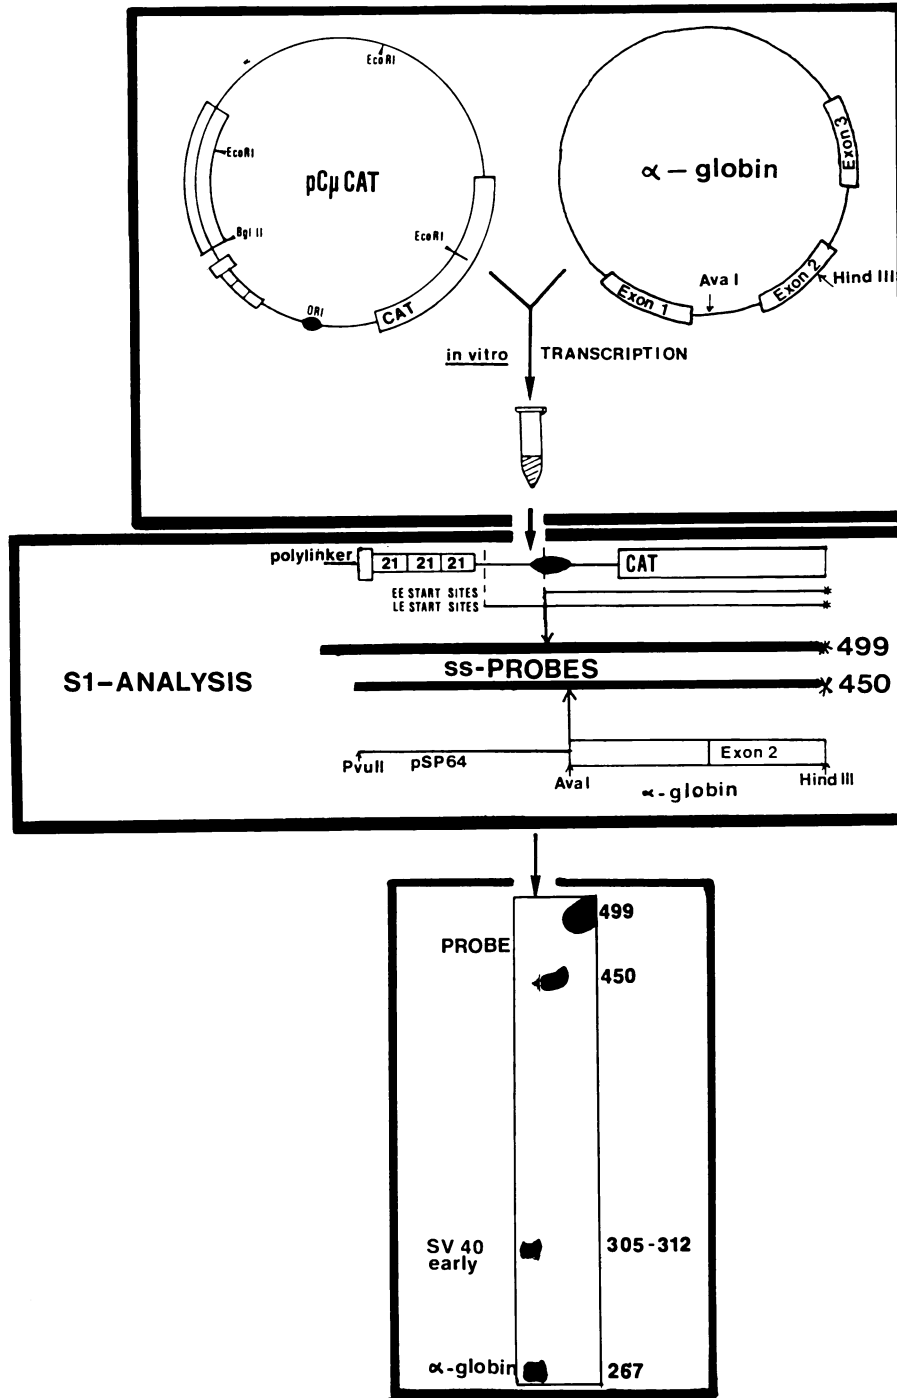 EcoRI
EcoRI
pCµCAT
Bgl II
EcoRI
ORI
CAT
α – globin
Exon 3
Exon 2
Hind III
Ava I
Exon 1
in vitro TRANSCRIPTION
polylinker
21 21 21
CAT
EE START SITES
LE START SITES
* 499
S1–ANALYSIS
ss-PROBES
* 450
Exon 2
PvuII
pSP64
AvaI
α-globin
Hind III
499
PROBE
450
SV 40
early
305-312
α-globin
267